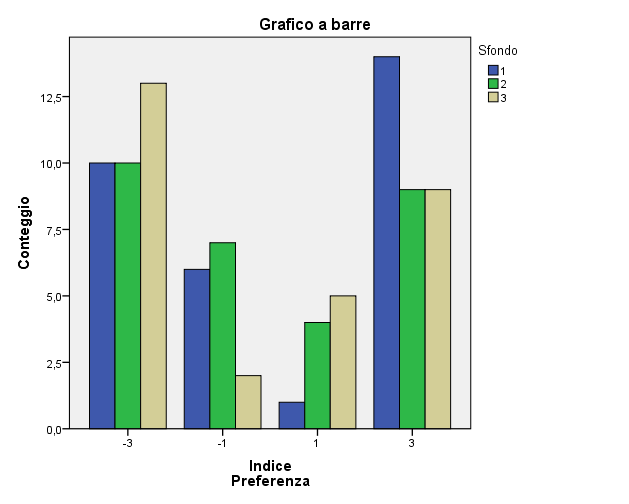 Grafico a barre
Sfondo
1
2
3
Conteggio
12,5
10,0
7,5
5,0
2,5
0,0
-3
-1
1
3
Indice
Preferenza